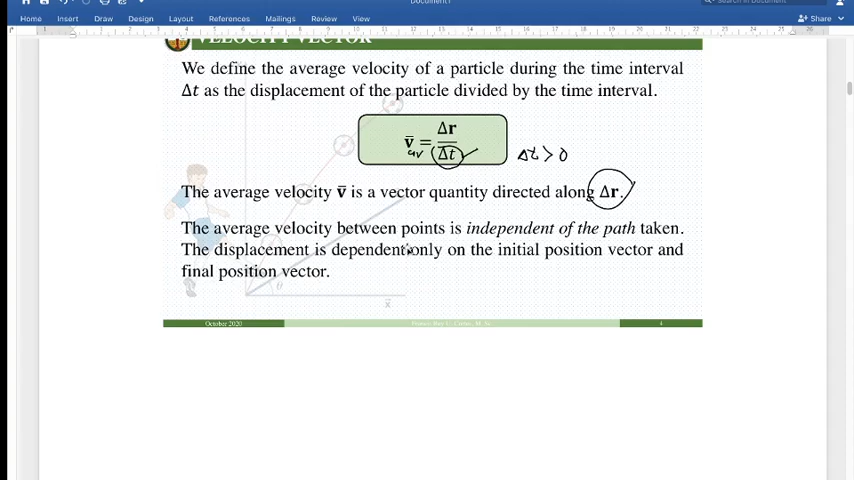 Document1
Search in Document
Home Insert Draw Design Layout References Mailings Review View Share
VELOCITY VECTOR
We define the average velocity of a particle during the time interval
Δt as the displacement of the particle divided by the time interval.
v̄ = Δr / Δt
av
Δt > 0
The average velocity v̄ is a vector quantity directed along Δr.
The average velocity between points is independent of the path taken.
The displacement is dependent only on the initial position vector and
final position vector.
θ
x̄
October 2020